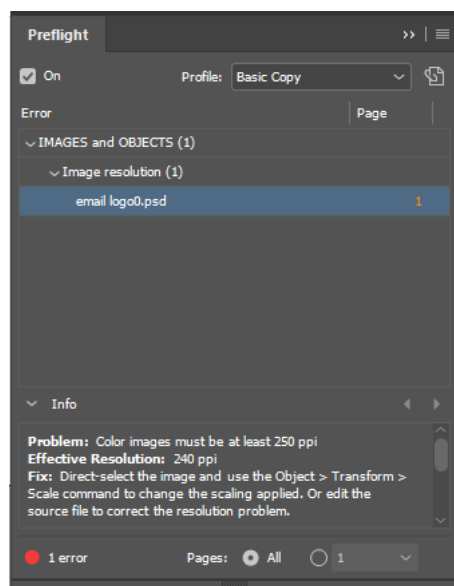 Preflight
On Profile: Basic Copy
Error Page
IMAGES and OBJECTS (1)
Image resolution (1)
email logo0.psd 1
Info
Problem: Color images must be at least 250 ppi
Effective Resolution: 240 ppi
Fix: Direct-select the image and use the Object > Transform >
Scale command to change the scaling applied. Or edit the
source file to correct the resolution problem.
1 error Pages: All 1